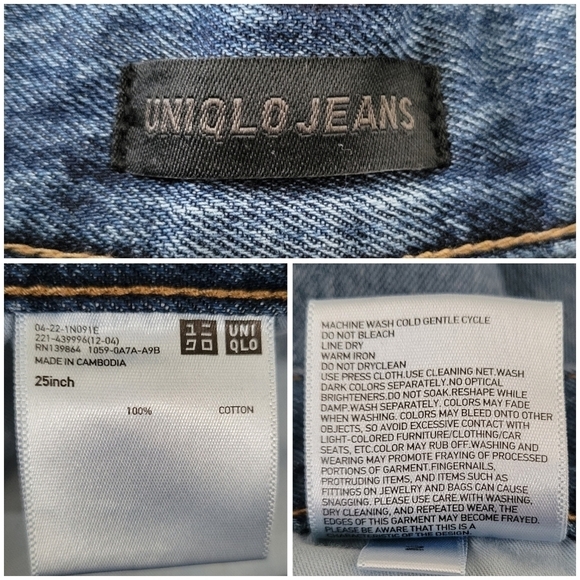 UNIQLO JEANS
04-22-1N091E
221-439996(12-04)
RN139864 1059-0A7A-A9B
MADE IN CAMBODIA
ユニ
クロ
UNI
QLO
25inch
100% COTTON
MACHINE WASH COLD GENTLE CYCLE
DO NOT BLEACH
LINE DRY
WARM IRON
DO NOT DRYCLEAN
USE PRESS CLOTH.USE CLEANING NET.WASH
DARK COLORS SEPARATELY.NO OPTICAL
BRIGHTENERS.DO NOT SOAK.RESHAPE WHILE
DAMP.WASH SEPARATELY. COLORS MAY FADE
WHEN WASHING. COLORS MAY BLEED ONTO OTHER
OBJECTS, SO AVOID EXCESSIVE CONTACT WITH
LIGHT-COLORED FURNITURE/CLOTHING/CAR
SEATS, ETC.COLOR MAY RUB OFF.WASHING AND
WEARING MAY PROMOTE FRAYING OF PROCESSED
PORTIONS OF GARMENT.FINGERNAILS,
PROTRUDING ITEMS, AND ITEMS SUCH AS
FITTINGS ON JEWELRY AND BAGS CAN CAUSE
SNAGGING. PLEASE USE CARE.WITH WASHING,
DRY CLEANING, AND REPEATED WEAR, THE
EDGES OF THIS GARMENT MAY BECOME FRAYED.
PLEASE BE AWARE THAT THIS IS A
OF THE DESIGN.